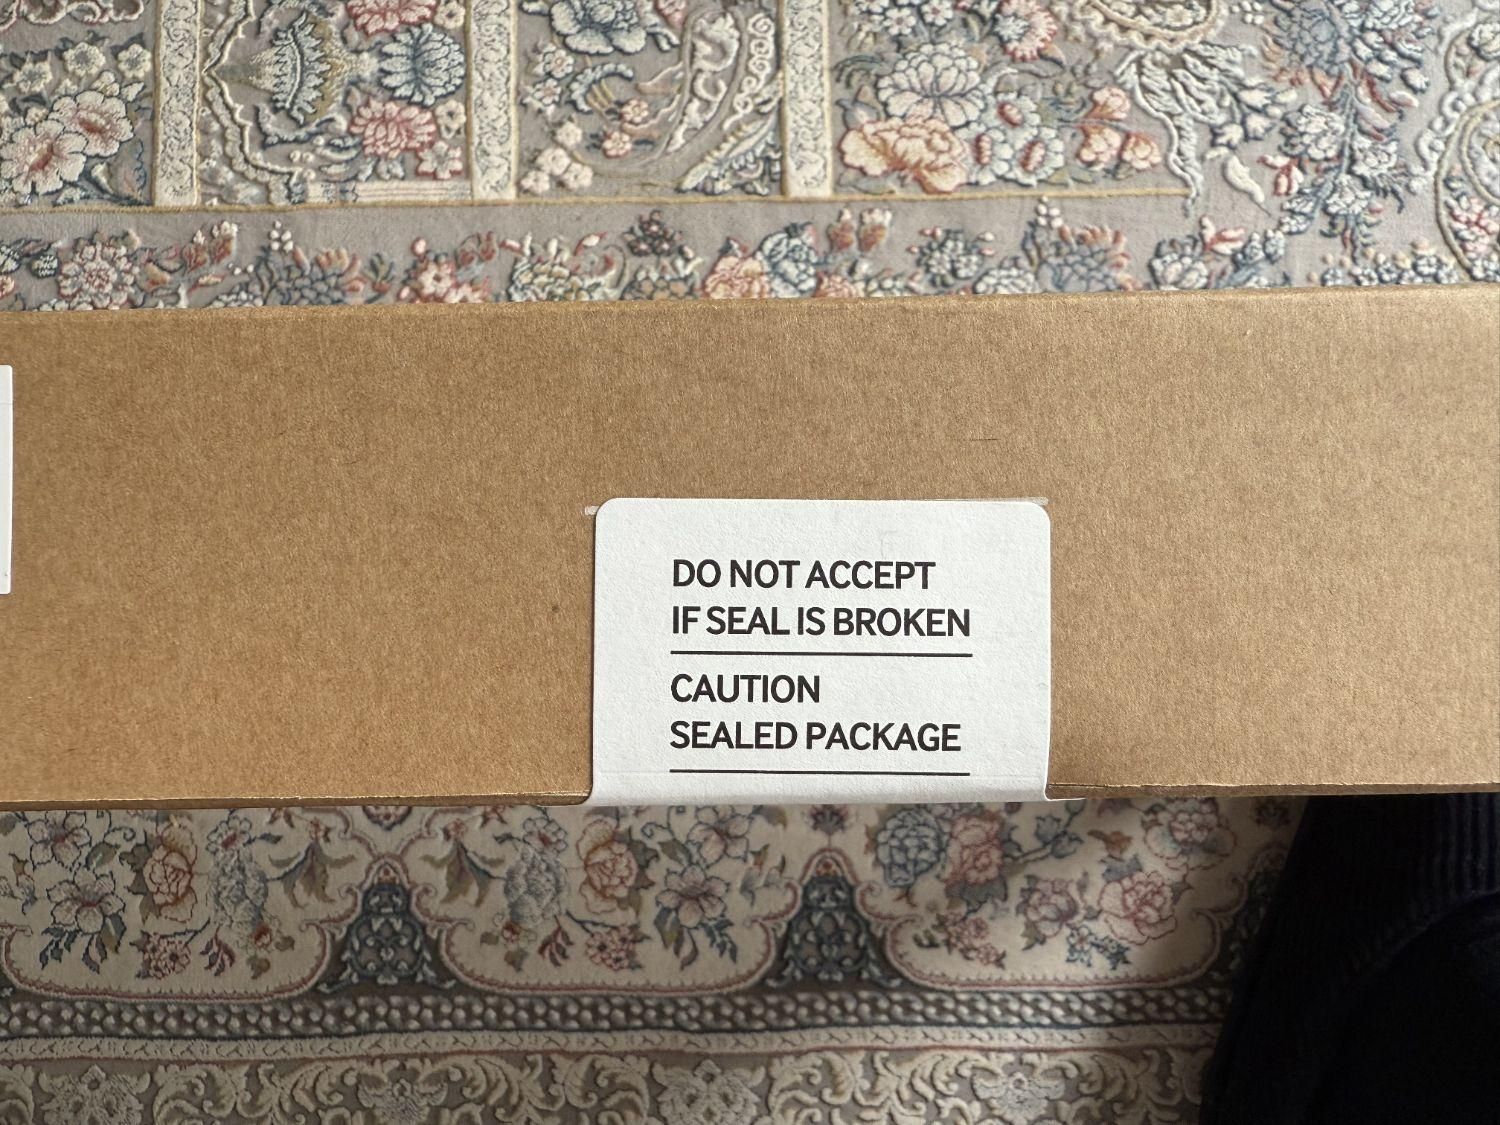 DO NOT ACCEPT
IF SEAL IS BROKEN
CAUTION
SEALED PACKAGE